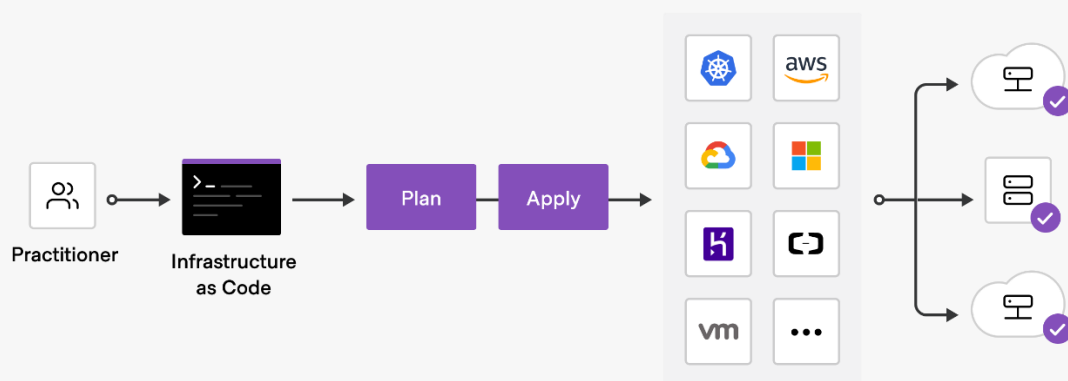 Practitioner
Infrastructure
as Code
Plan
Apply
aws
vm